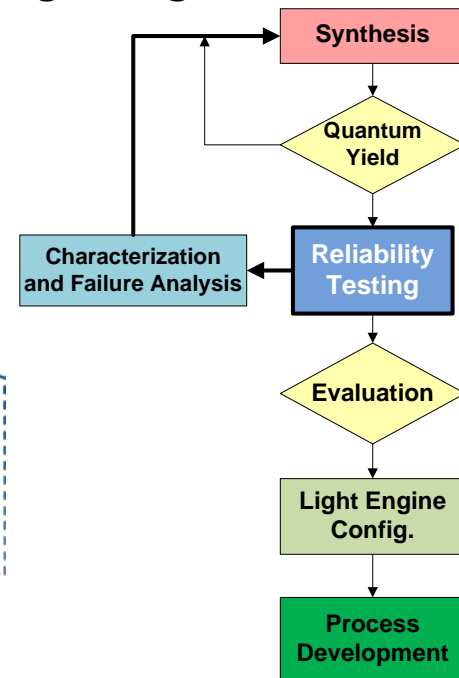 Synthesis
Quantum
Yield
Characterization
and Failure Analysis
Reliability
Testing
Evaluation
Light Engine
Config.
Process
Development